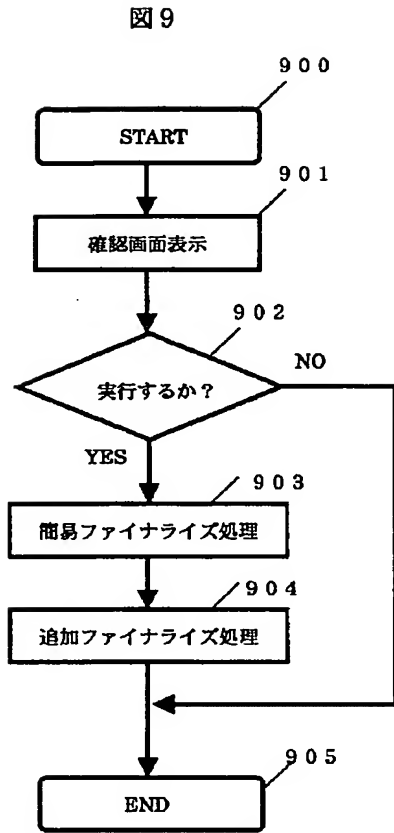 図9
900
START
901
確認画面表示
902
実行するか？
NO
YES
903
簡易ファイナライズ処理
904
追加ファイナライズ処理
905
END